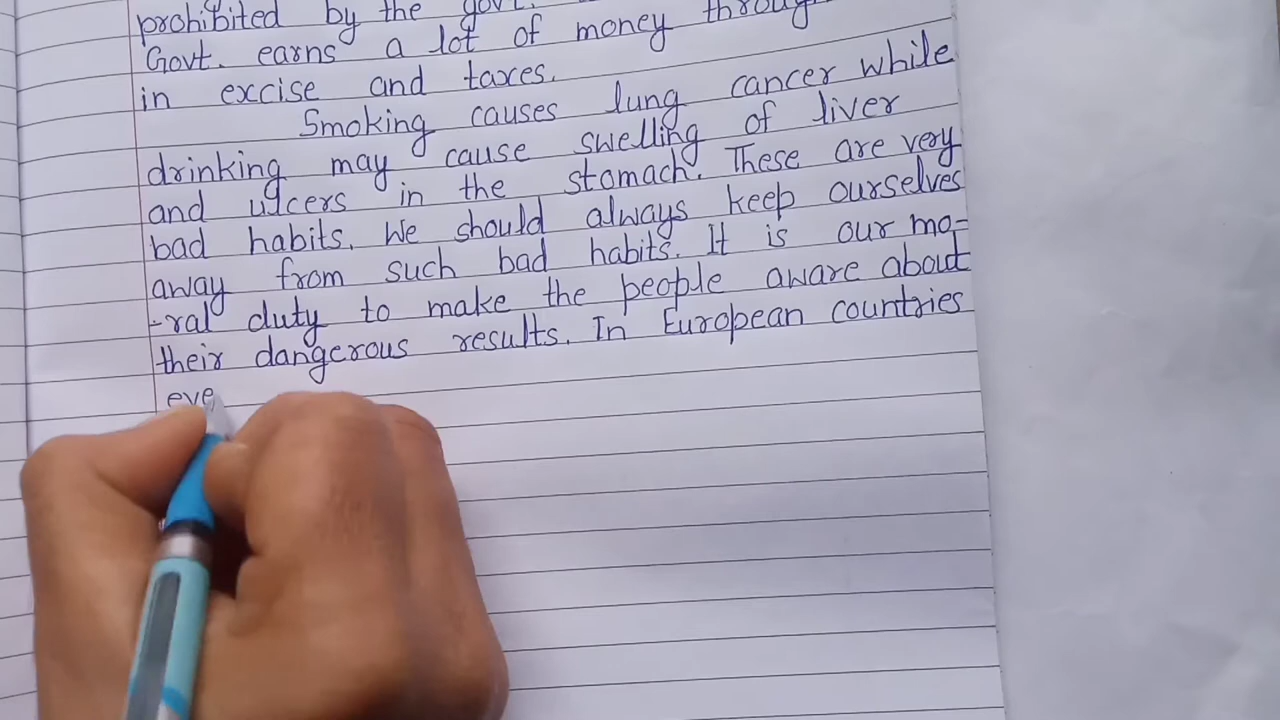 prohibited by the govt.
Govt. earns a lot of money through
in excise and taxes.
Smoking causes lung cancer while
drinking may cause swelling of liver
and ulcers in the stomach. These are very
bad habits. We should always keep ourselves
away from such bad habits. It is our mo-
-ral duty to make the people aware about
their dangerous results. In European countries
eve